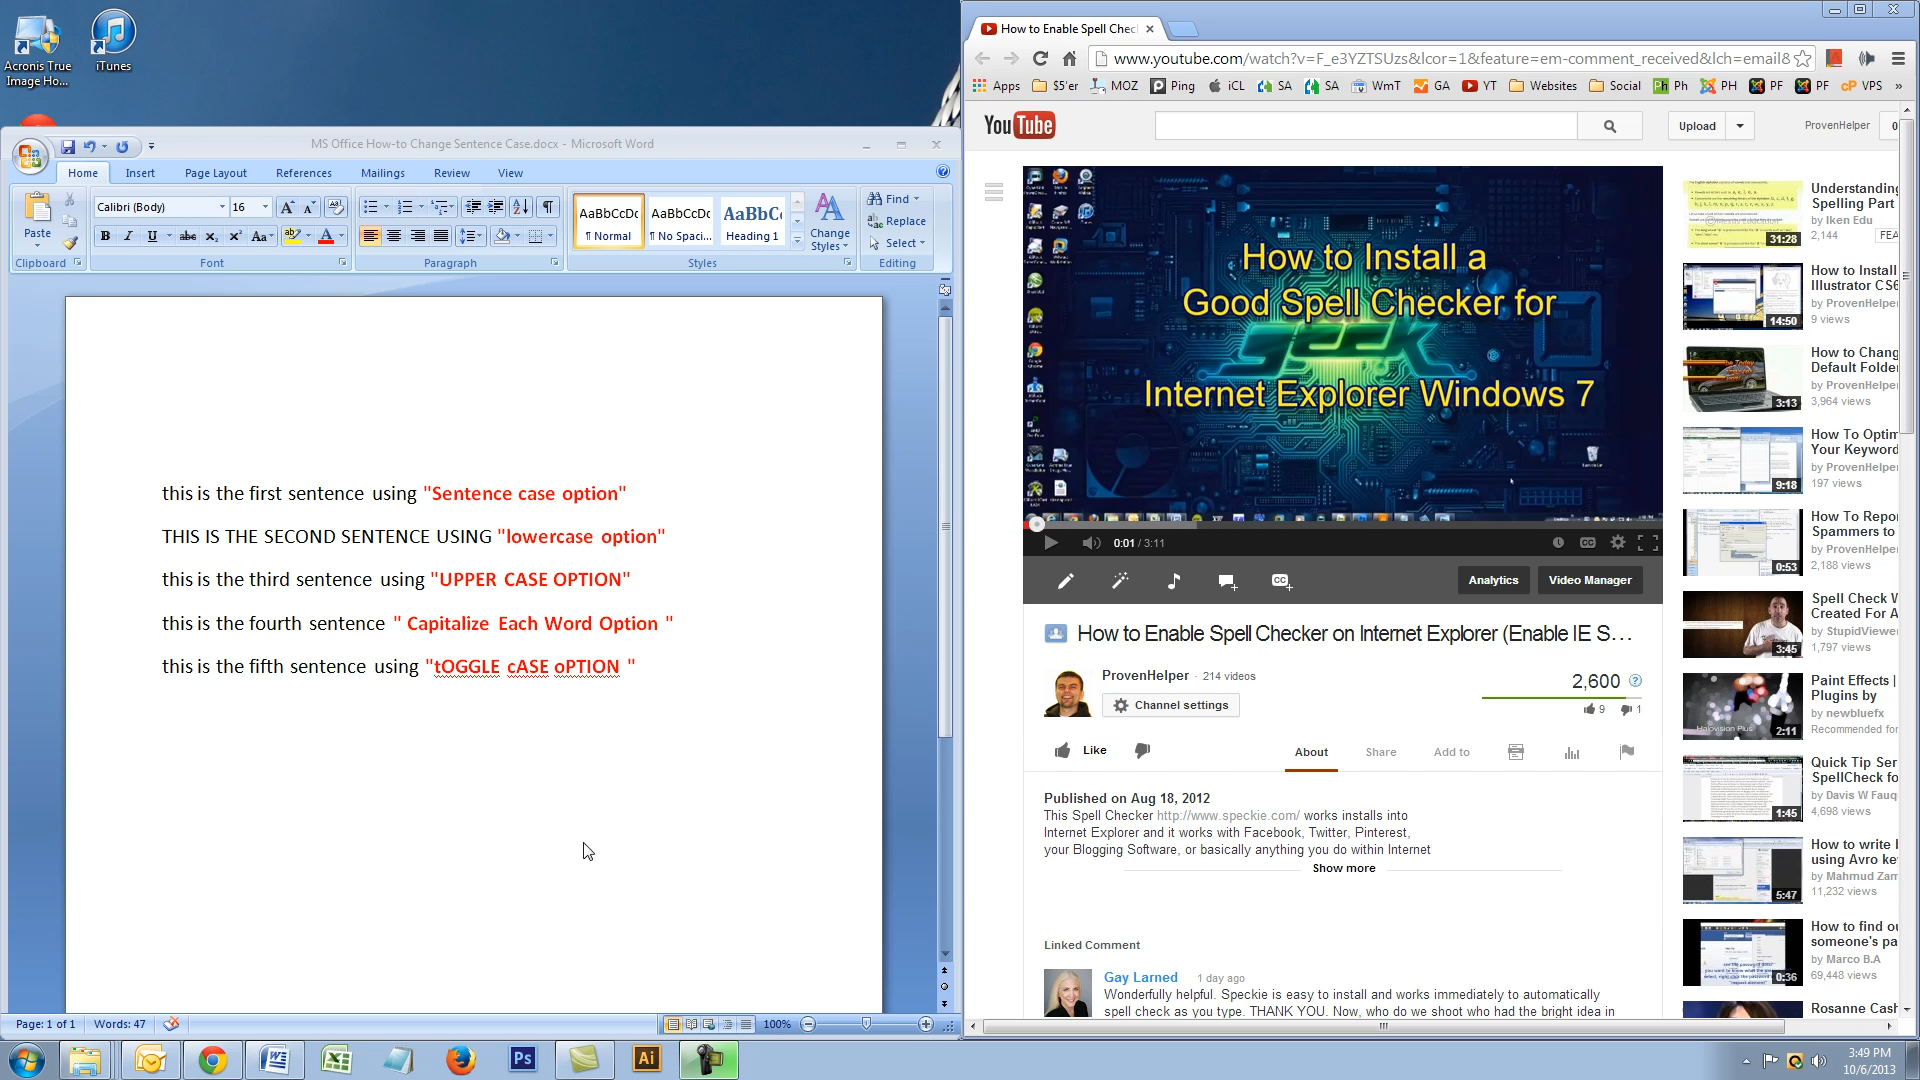 Acronis True
Image Ho...
iTunes
MS Office How-to Change Sentence Case.docx - Microsoft Word
Home Insert Page Layout References Mailings Review View
Paste
Clipboard
Calibri (Body) 16
Font
Paragraph
AaBbCcDc AaBbCcDc AaBbCc
¶ Normal ¶ No Spaci... Heading 1
Change
Styles
Styles
Find
Replace
Select
Editing
this is the first sentence using "Sentence case option"
THIS IS THE SECOND SENTENCE USING "lowercase option"
this is the third sentence using "UPPER CASE OPTION"
this is the fourth sentence " Capitalize Each Word Option "
this is the fifth sentence using "tOGGLE cASE oPTION "
Page: 1 of 1 Words: 47 100%
How to Enable Spell Chec
www.youtube.com/watch?v=F_e3YZTSUzs&lcor=1&feature=em-comment_received&lch=email&
Apps $5'er MOZ Ping iCL SA SA WmT GA YT Websites Social Ph PH PF PF VPS »
YouTube
Upload
ProvenHelper
0
How to Install a
Good Spell Checker for
GEEK
Internet Explorer Windows 7
0:01 / 3:11
Analytics Video Manager
How to Enable Spell Checker on Internet Explorer (Enable IE S...
ProvenHelper · 214 videos
Channel settings
2,600
9 1
Like
About Share Add to
Published on Aug 18, 2012
This Spell Checker http://www.speckie.com/ works installs into
Internet Explorer and it works with Facebook, Twitter, Pinterest,
your Blogging Software, or basically anything you do within Internet
Show more
Linked Comment
Gay Larned 1 day ago
Wonderfully helpful. Speckie is easy to install and works immediately to automatically
spell check as you type. THANK YOU. Now, who do we shoot who had the bright idea in
31:28
Understanding
Spelling Part
by Iken Edu
2,144 FEA
14:50
How to Install
Illustrator CS6
by ProvenHelper
9 views
3:13
How to Chang
Default Folde
by ProvenHelper
3,964 views
9:18
How To Optim
Your Keyword
by ProvenHelper
197 views
0:53
How To Repor
Spammers to
by ProvenHelper
2,188 views
3:45
Spell Check W
Created For A
by StupidViewer
1,797 views
2:11
Paint Effects |
Plugins by
by newbluefx
Recommended for
1:45
Quick Tip Ser
SpellCheck fo
by Davis W Fauq
4,698 views
5:47
How to write
using Avro ke
by Mahmud Zam
11,232 views
0:36
How to find ou
someone's pa
by Marco B.A
69,448 views
Rosanne Cash
Ps Ai
3:49 PM
10/6/2013